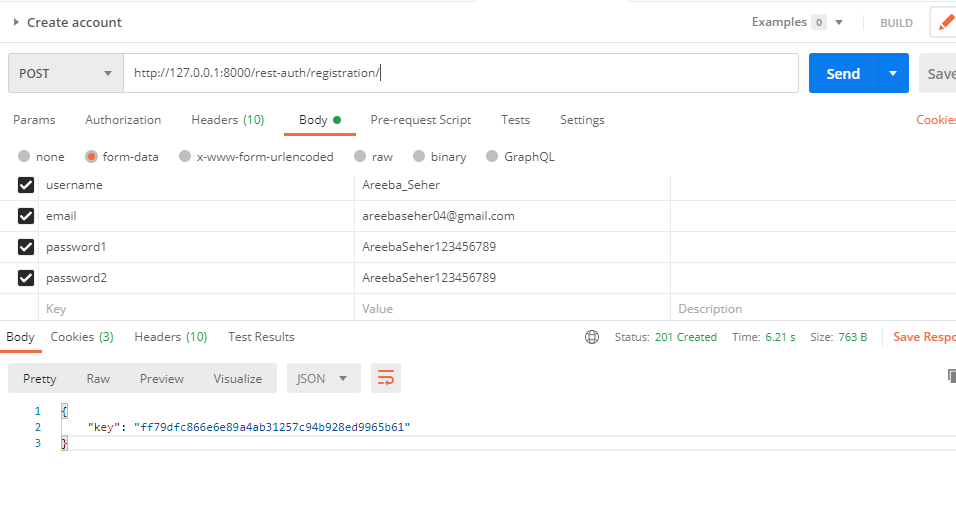 Create account Examples 0 BUILD
POST http://127.0.0.1:8000/rest-auth/registration/ Send Save
Params Authorization Headers (10) Body Pre-request Script Tests Settings Cookies
none form-data x-www-form-urlencoded raw binary GraphQL
username Areeba_Seher
email areebaseher04@gmail.com
password1 AreebaSeher123456789
password2 AreebaSeher123456789
Key Value Description
Body Cookies (3) Headers (10) Test Results Status: 201 Created Time: 6.21 s Size: 763 B Save Respo
Pretty Raw Preview Visualize JSON
1 {
2 "key": "ff79dfc866e6e89a4ab31257c94b928ed9965b61"
3 }